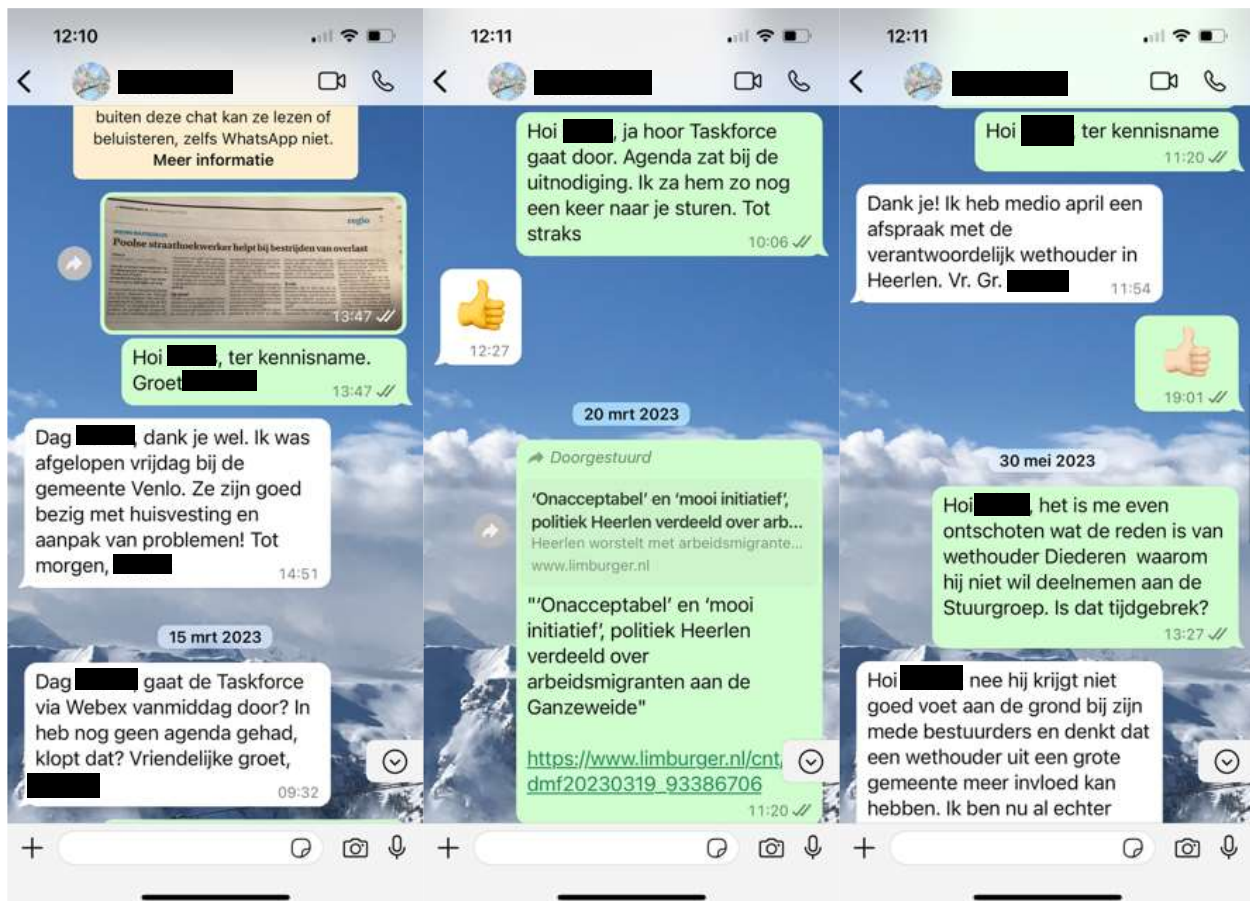 12:10
buiten deze chat kan ze lezen of
beluisteren, zelfs WhatsApp niet.
Meer informatie
regio
Poolse straathoekwerker helpt bij bestrijden van overlast
13:47
Hoi , ter kennisname.
Groet
13:47
Dag , dank je wel. Ik was
afgelopen vrijdag bij de
gemeente Venlo. Ze zijn goed
bezig met huisvesting en
aanpak van problemen! Tot
morgen,
14:51
15 mrt 2023
Dag , gaat de Taskforce
via Webex vanmiddag door? In
heb nog geen agenda gehad,
klopt dat? Vriendelijke groet,
09:32
12:11
Hoi , ja hoor Taskforce
gaat door. Agenda zat bij de
uitnodiging. Ik za hem zo nog
een keer naar je sturen. Tot
straks
10:06
12:27
20 mrt 2023
Doorgestuurd
'Onacceptabel' en 'mooi initiatief',
politiek Heerlen verdeeld over arb...
Heerlen worstelt met arbeidsmigrante...
www.limburger.nl
"'Onacceptabel' en 'mooi
initiatief', politiek Heerlen
verdeeld over
arbeidsmigranten aan de
Ganzeweide"
https://www.limburger.nl/cnt/
dmf20230319_93386706
11:20
12:11
Hoi , ter kennisname
11:20
Dank je! Ik heb medio april een
afspraak met de
verantwoordelijk wethouder in
Heerlen. Vr. Gr.
11:54
19:01
30 mei 2023
Hoi , het is me even
ontschoten wat de reden is van
wethouder Diederen waarom
hij niet wil deelnemen aan de
Stuurgroep. Is dat tijdgebrek?
13:27
Hoi nee hij krijgt niet
goed voet aan de grond bij zijn
mede bestuurders en denkt dat
een wethouder uit een grote
gemeente meer invloed kan
hebben. Ik ben nu al echter